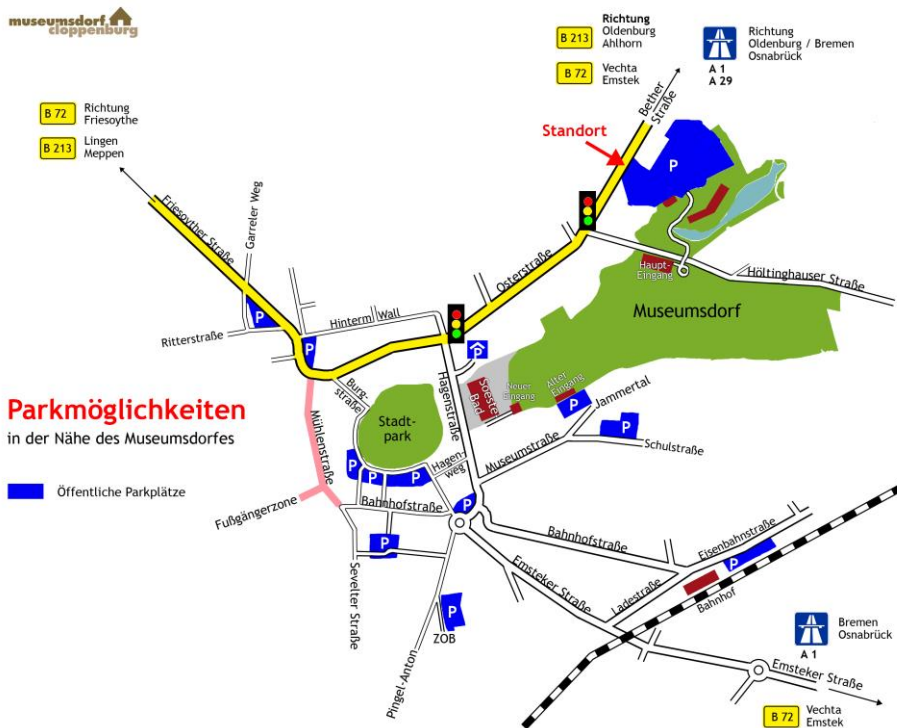 museumsdorf
cloppenburg
B 213
Richtung
Oldenburg
Ahlhorn
B 72
Vechta
Emstek
Richtung
Oldenburg / Bremen
Osnabrück
A 1
A 29
B 72
Richtung
Friesoythe
B 213
Lingen
Meppen
Bether
Straße
Standort
P
Friesoyther Straße
Garreler Weg
Osterstraße
Haupt-
Eingang
Höltinghauser Straße
Museumsdorf
Ritterstraße
P
Hinterm Wall
P
P
Burg-
straße
Hagenstraße
Soeste
Bad
Neuer
Eingang
Alter
Eingang
P
Jammertal
Parkmöglichkeiten
in der Nähe des Museumsdorfes
Mühlenstraße
Stadt-
park
Museumstraße
P
Schulstraße
Hagen-
weg
P
P
P
Öffentliche Parkplätze
Fußgängerzone
Bahnhofstraße
P
Bahnhofstraße
Eisenbahnstraße
P
P
Sevelter Straße
Emsteker Straße
Ladestraße
Bahnhof
P
ZOB
Pingel-Anton
Bremen
Osnabrück
A 1
Emsteker Straße
B 72
Vechta
Emstek